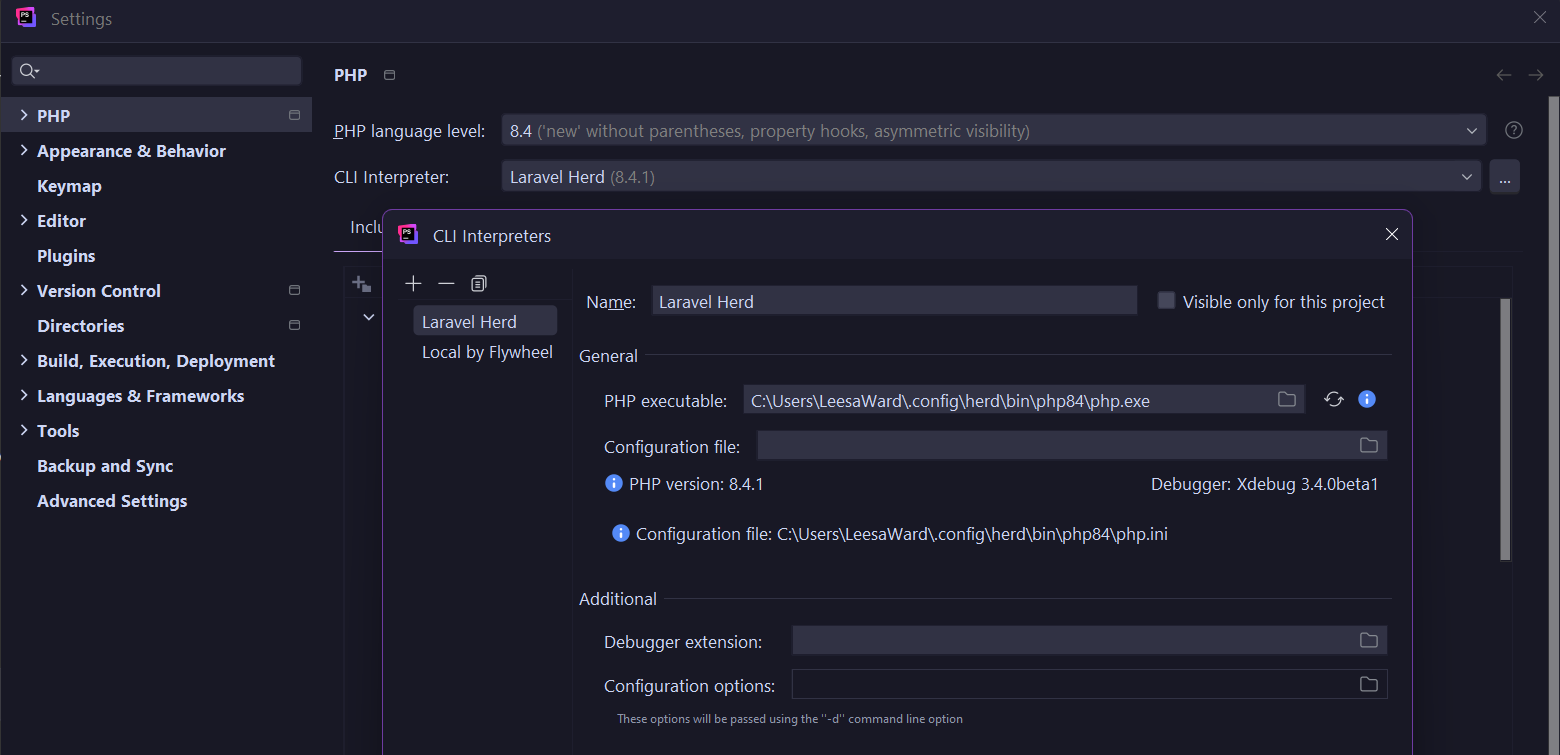 Settings
PHP
PHP
Appearance & Behavior
Keymap
Editor
Plugins
Version Control
Directories
Build, Execution, Deployment
Languages & Frameworks
Tools
Backup and Sync
Advanced Settings
PHP language level: 8.4 ('new' without parentheses, property hooks, asymmetric visibility)
CLI Interpreter: Laravel Herd (8.4.1) ...
Inclu
PS CLI Interpreters
Laravel Herd
Local by Flywheel
Name: Laravel Herd Visible only for this project
General
PHP executable: C:\Users\LeesaWard\.config\herd\bin\php84\php.exe
Configuration file:
PHP version: 8.4.1 Debugger: Xdebug 3.4.0beta1
Configuration file: C:\Users\LeesaWard\.config\herd\bin\php84\php.ini
Additional
Debugger extension:
Configuration options:
These options will be passed using the ''-d'' command line option